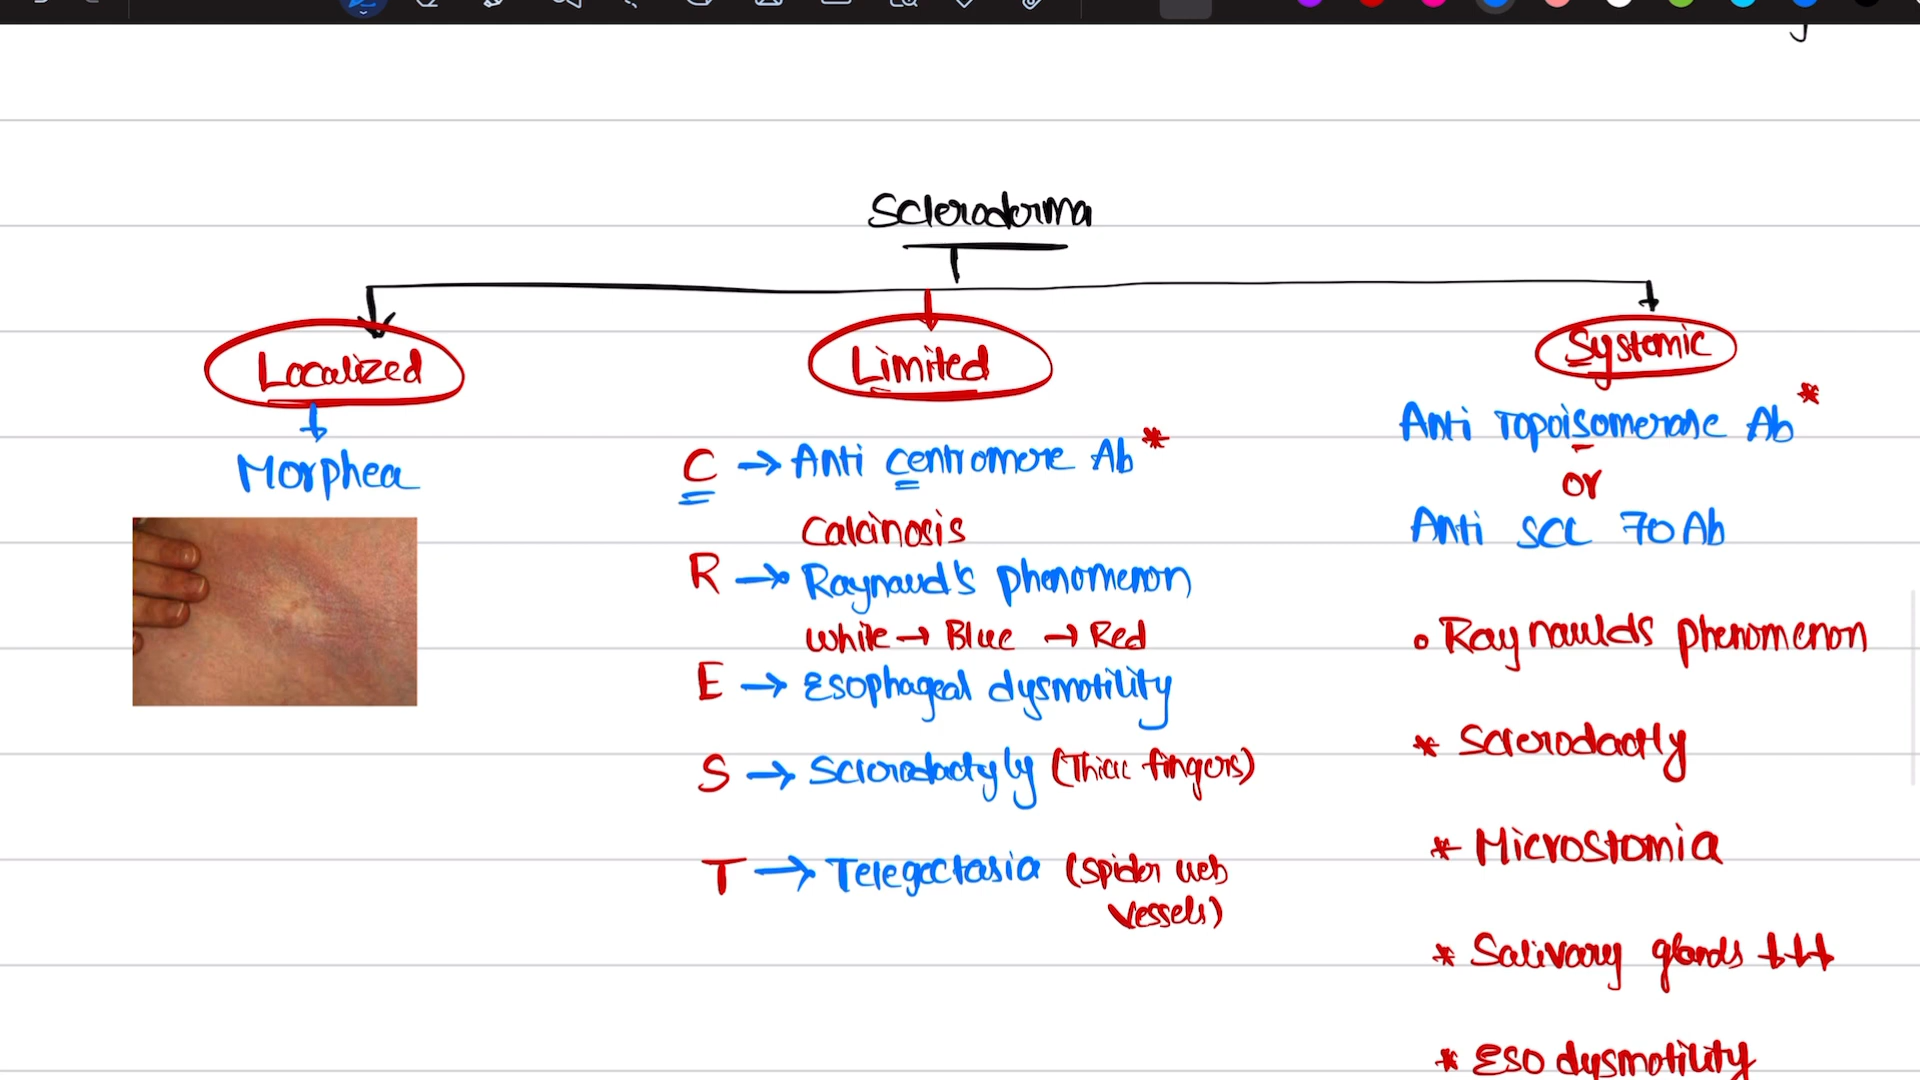 Scleroderma
Localized
Morphea
Limited
C → Anti centromere Ab *
Calcinosis
R → Raynaud's phenomenon
White → Blue → Red
E → Esophageal dysmotility
S → Sclerodactyly (Thick fingers)
T → Telegectasia (Spider web
Vessels)
Systemic
Anti Topoisomerase Ab *
or
Anti SCL 70 Ab
Raynaulds phenomenon
* Sclerodactly
* Microstomia
* Salivary glands ↓↓↓
* Eso dysmotility